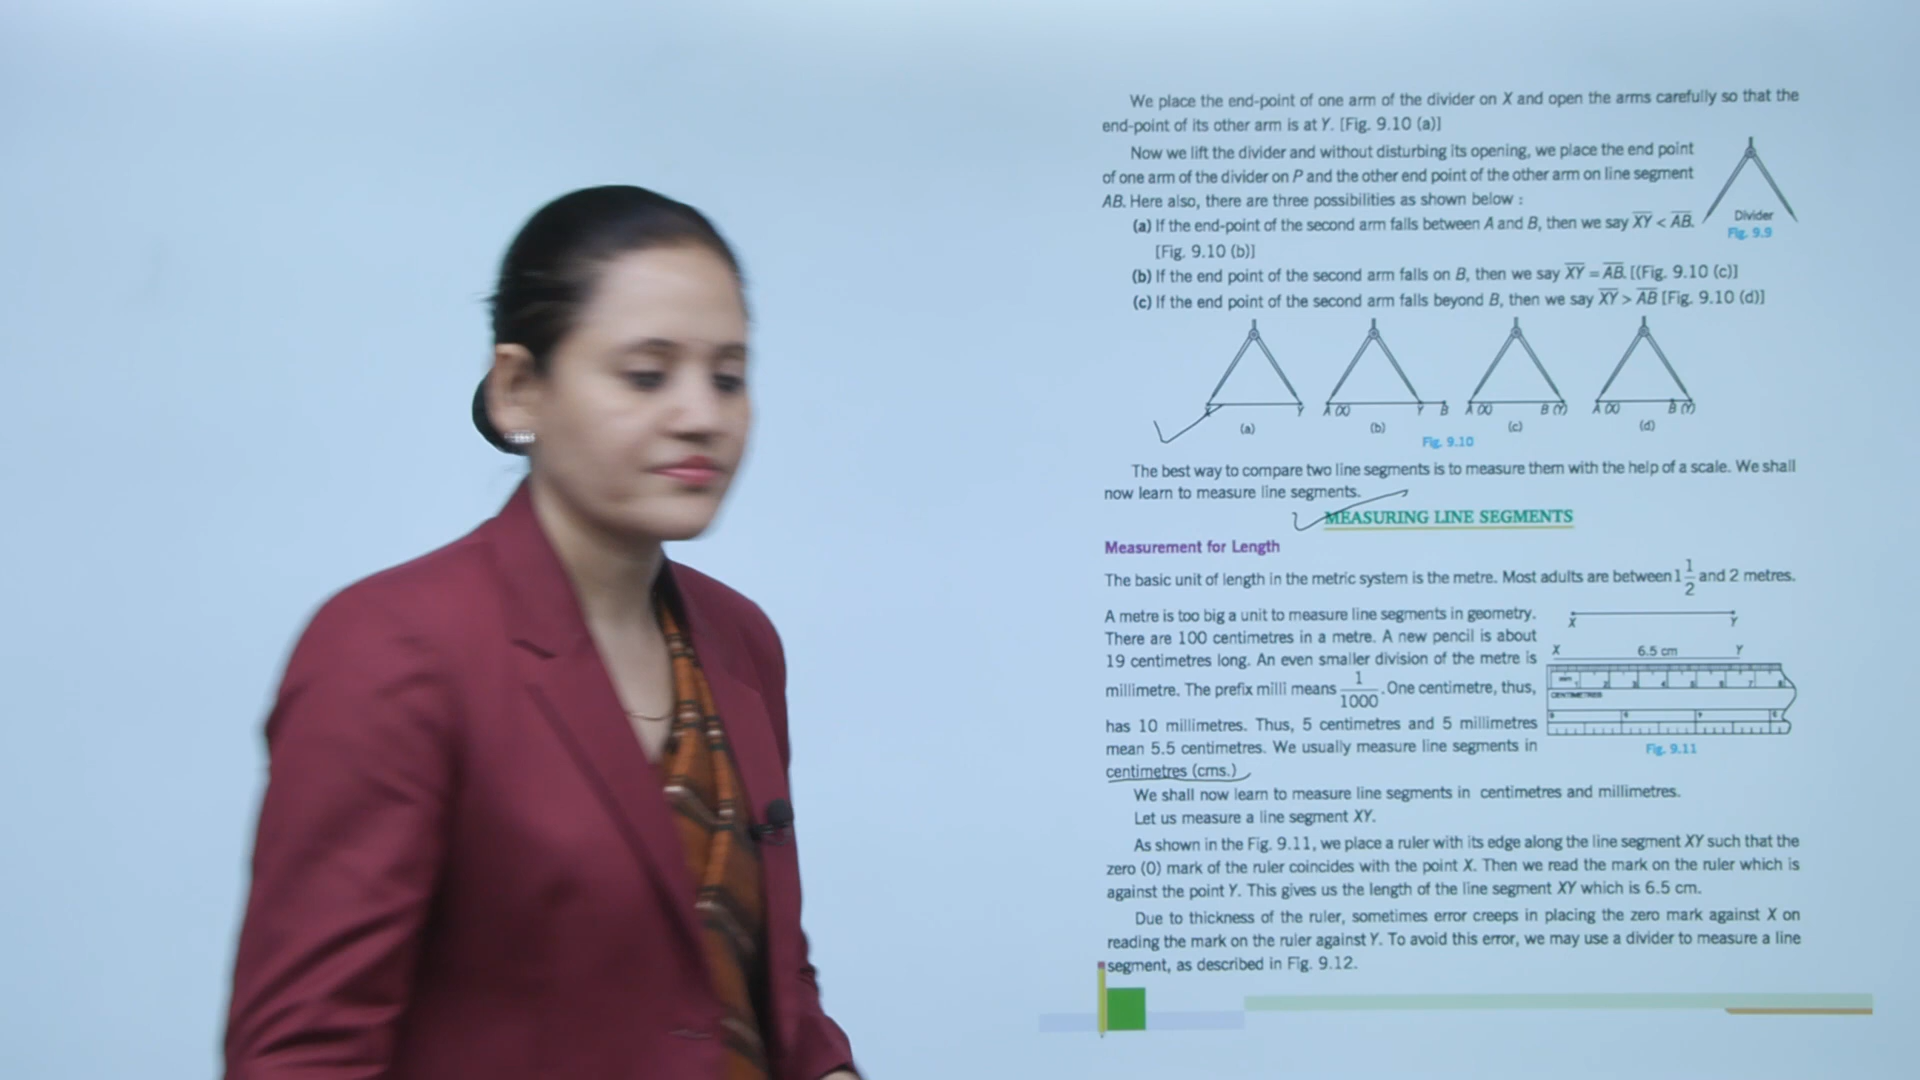 We place the end-point of one arm of the divider on X and open the arms carefully so that the
end-point of its other arm is at Y. [Fig. 9.10 (a)]
Now we lift the divider and without disturbing its opening, we place the end point
of one arm of the divider on P and the other end point of the other arm on line segment
AB. Here also, there are three possibilities as shown below :
(a) If the end-point of the second arm falls between A and B, then we say X̅Y̅ < A̅B̅.
[Fig. 9.10 (b)]
Divider
Fig. 9.9
(b) If the end point of the second arm falls on B, then we say X̅Y̅ = A̅B̅. [(Fig. 9.10 (c)]
(c) If the end point of the second arm falls beyond B, then we say X̅Y̅ > A̅B̅ [Fig. 9.10 (d)]
X Y A (X) Y B A (X) B (Y) A (X) B (Y)
(a) (b) (c) (d)
Fig. 9.10
The best way to compare two line segments is to measure them with the help of a scale. We shall
now learn to measure line segments.
MEASURING LINE SEGMENTS
Measurement for Length
The basic unit of length in the metric system is the metre. Most adults are between 1 1/2 and 2 metres.
A metre is too big a unit to measure line segments in geometry.
There are 100 centimetres in a metre. A new pencil is about
19 centimetres long. An even smaller division of the metre is
millimetre. The prefix milli means 1/1000. One centimetre, thus,
has 10 millimetres. Thus, 5 centimetres and 5 millimetres
mean 5.5 centimetres. We usually measure line segments in
centimetres (cms.)
X Y
X 6.5 cm Y
mm 1 2 3 4 5 6 7
CENTIMETRES
Fig. 9.11
We shall now learn to measure line segments in centimetres and millimetres.
Let us measure a line segment XY.
As shown in the Fig. 9.11, we place a ruler with its edge along the line segment XY such that the
zero (0) mark of the ruler coincides with the point X. Then we read the mark on the ruler which is
against the point Y. This gives us the length of the line segment XY which is 6.5 cm.
Due to thickness of the ruler, sometimes error creeps in placing the zero mark against X on
reading the mark on the ruler against Y. To avoid this error, we may use a divider to measure a line
segment, as described in Fig. 9.12.